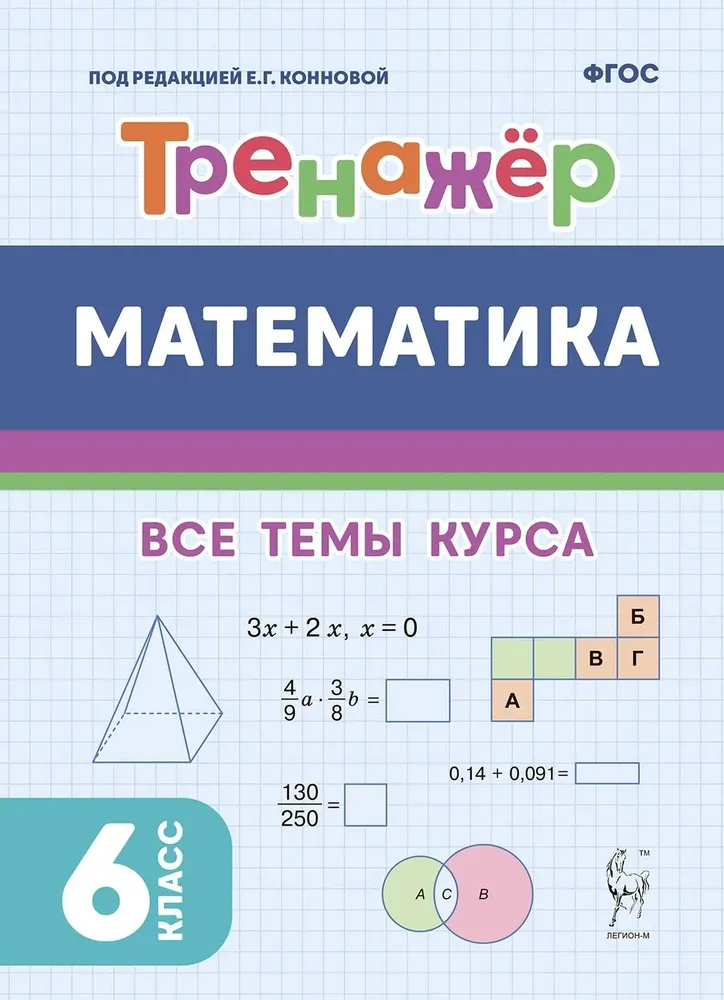 ПОД РЕДАКЦИЕЙ Е.Г. КОННОВОЙ
ФГОС
Тренажёр
МАТЕМАТИКА
ВСЕ ТЕМЫ КУРСА
3x + 2 x, x = 0
4/9 a · 3/8 b =
Б
В Г
А
0,14 + 0,091=
130/250 =
A C B
6 КЛАСС
TM
ЛЕГИОН-М